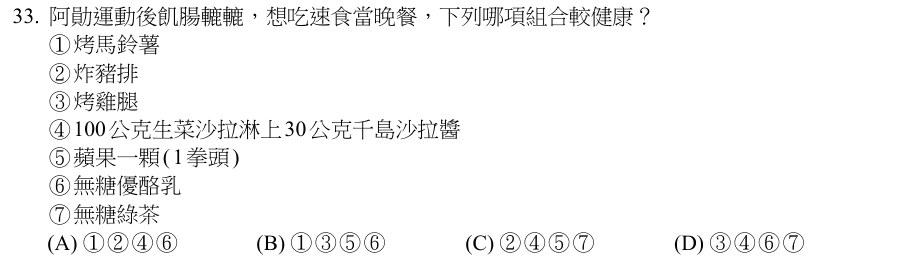 33. 阿勛運動後飢腸轆轆，想吃速食當晚餐，下列哪項組合較健康？
①烤馬鈴薯
②炸豬排
③烤雞腿
④100公克生菜沙拉淋上30公克千島沙拉醬
⑤蘋果一顆(1拳頭)
⑥無糖優酪乳
⑦無糖綠茶
(A) ①②④⑥ (B) ①③⑤⑥ (C) ②④⑤⑦ (D) ③④⑥⑦